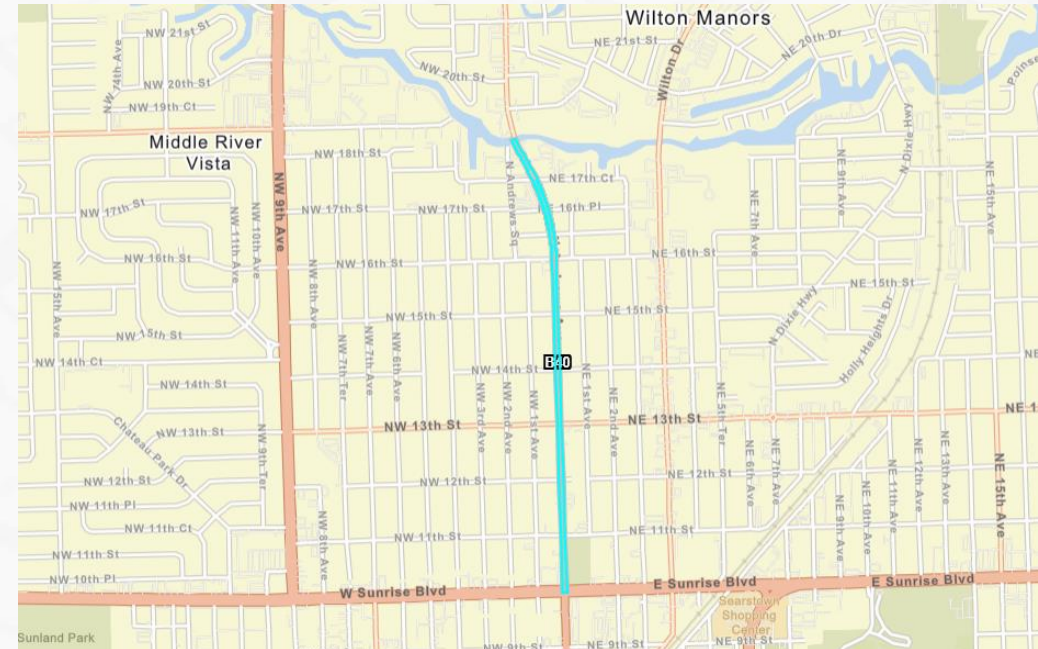 Wilton Manors
NW 21st St
NE 21st St
NE 20th Dr
NW 14th Ave
NW 20th St
NW 20th St
Wilton Dr
NW 19th Ct
N Dixie Hwy
Middle River
Vista
NW 18th St
N Andrews Sq
NE 17th Ct
NE 9th Ave
NE 15th Ave
NW 9th Ave
NW 17th St
NW 17th St
NW 17th St
NE 16th Pl
NE 7th Ave
NW 11th Ave
NW 10th Ave
NW 16th St
NW 16th St
NE 16th St
NW 15th Ave
NW 8th Ave
NE 15th St
NW 15th St
NE 15th St
N Dixie Hwy
Holly Heights Dr
NW 15th St
NW 7th Ter
NW 7th Ave
NW 6th Ave
NW 14th Ct
NW 14th St
B40
NW 14th St
NW 3rd Ave
NW 2nd Ave
NW 1st Ave
NE 1st Ave
NE 2nd Ave
NE 5th Ter
NW 13th St
NE 13th St
NE 1
Chateau Park Dr
NW 13th St
NW 9th Ter
NE 6th Ave
NE 7th Ave
NE 11th Ave
NE 12th Ave
NE 13th Ave
NE 15th Ave
NW 12th St
NW 12th St
NE 12th St
NW 11th Pl
NW 11th Ct
NW 8th Ave
NE 9th Ave
NE 10th Ave
NW 11th St
NW 11th St
NE 11th St
NW 10th Pl
W Sunrise Blvd
E Sunrise Blvd
E Sunrise Blvd
Searstown
Shopping
Center
Sunland Park
NW 9th St
NE 9th St
NE 9th St